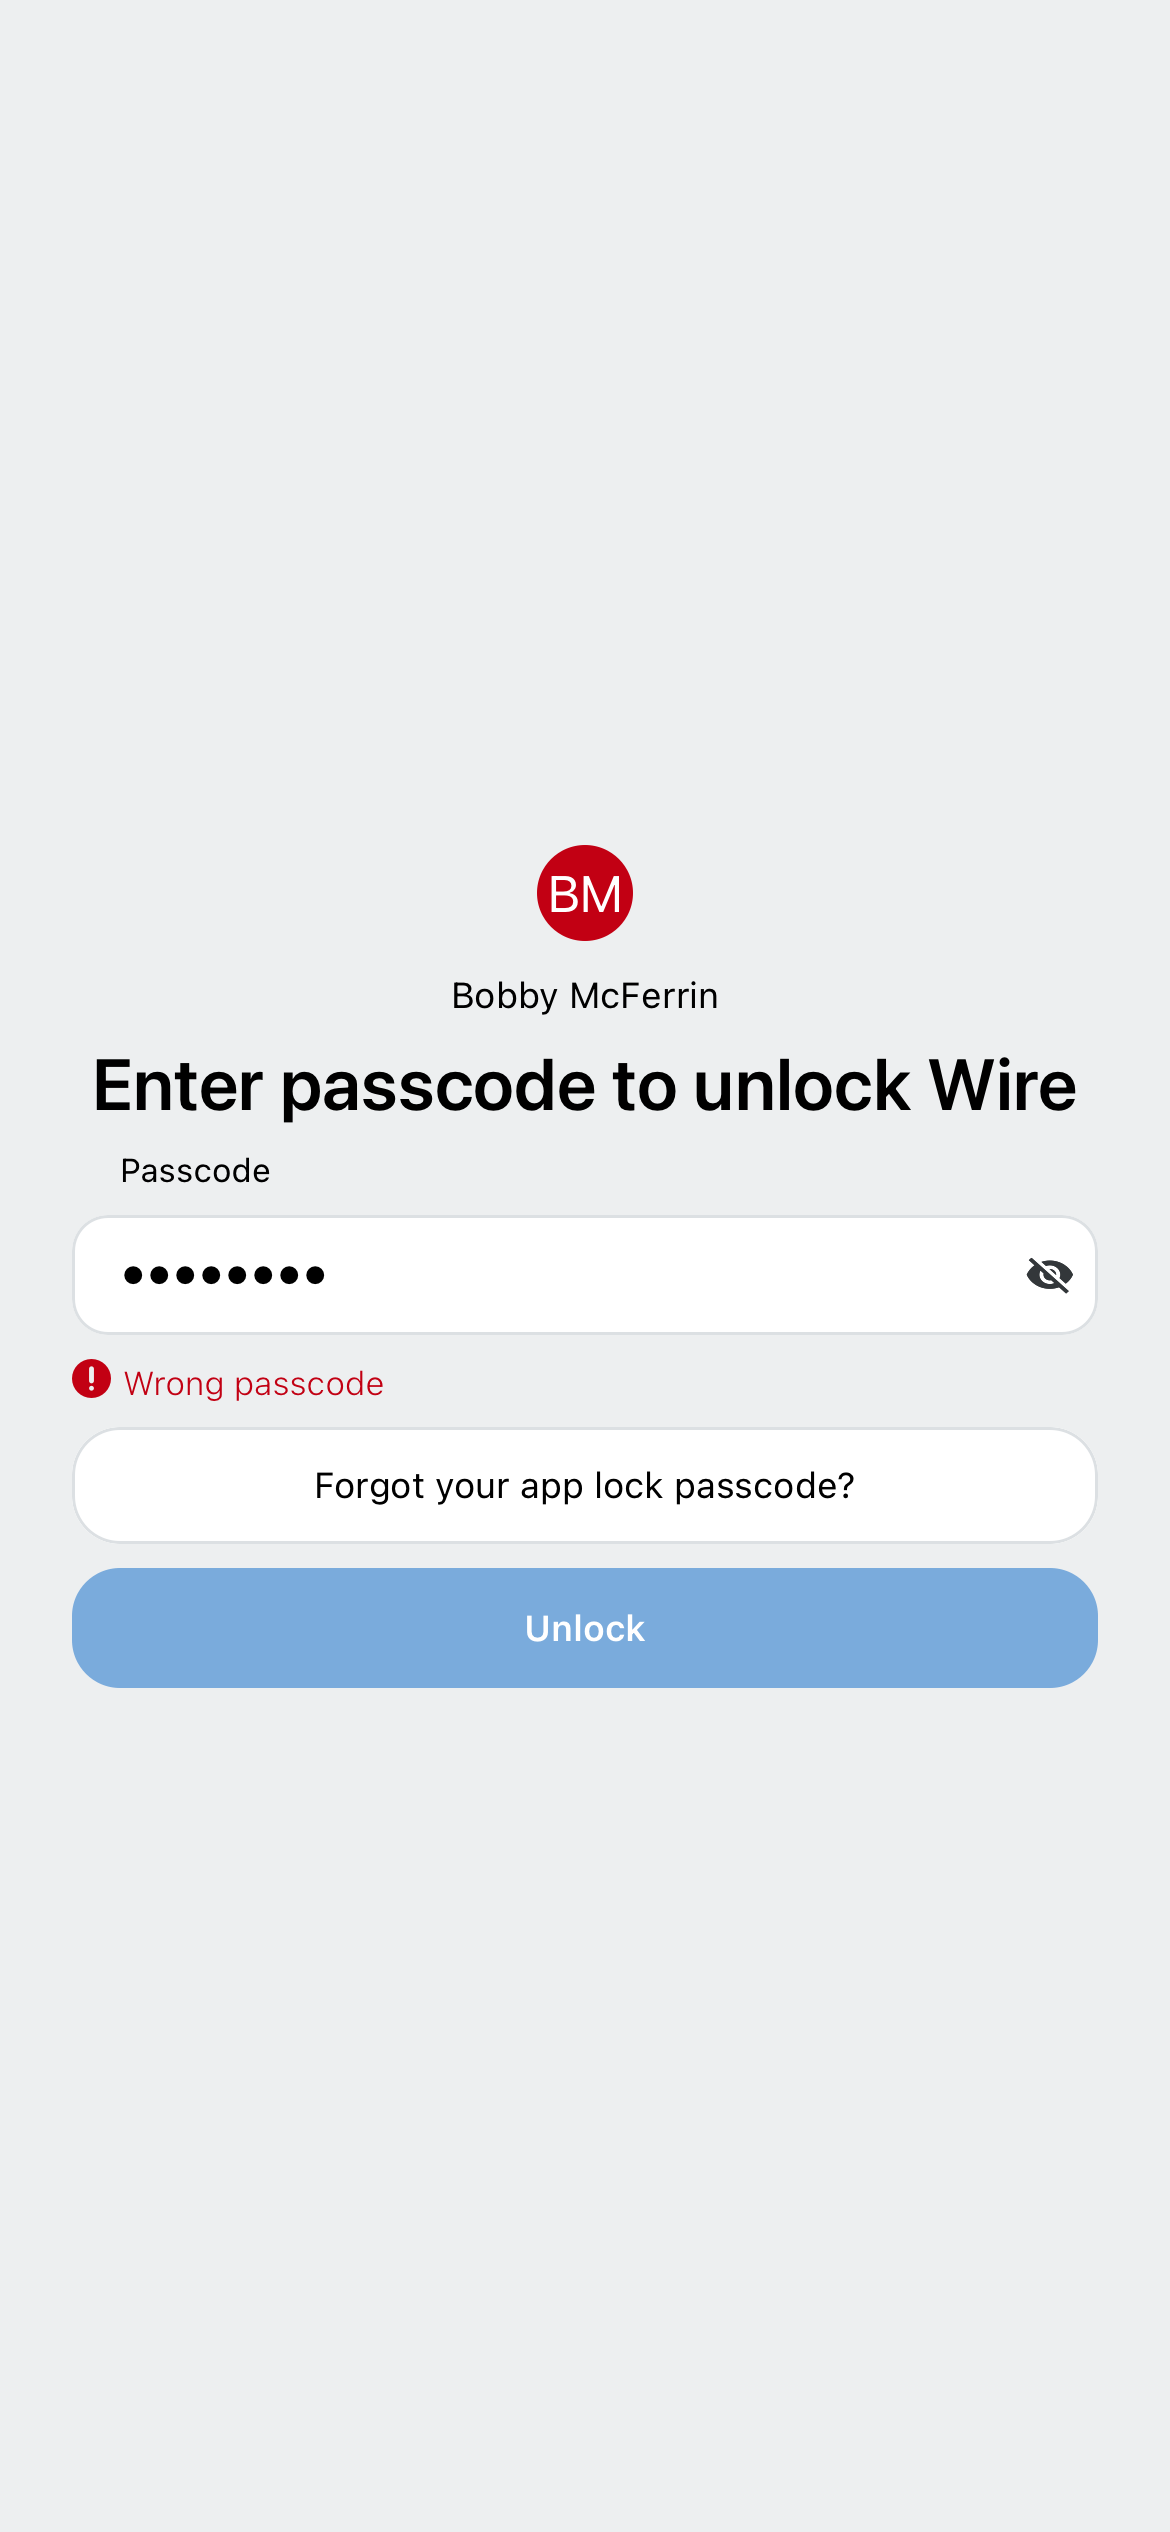 BM
Bobby McFerrin
Enter passcode to unlock Wire
Passcode
••••••••
Wrong passcode
Forgot your app lock passcode?
Unlock